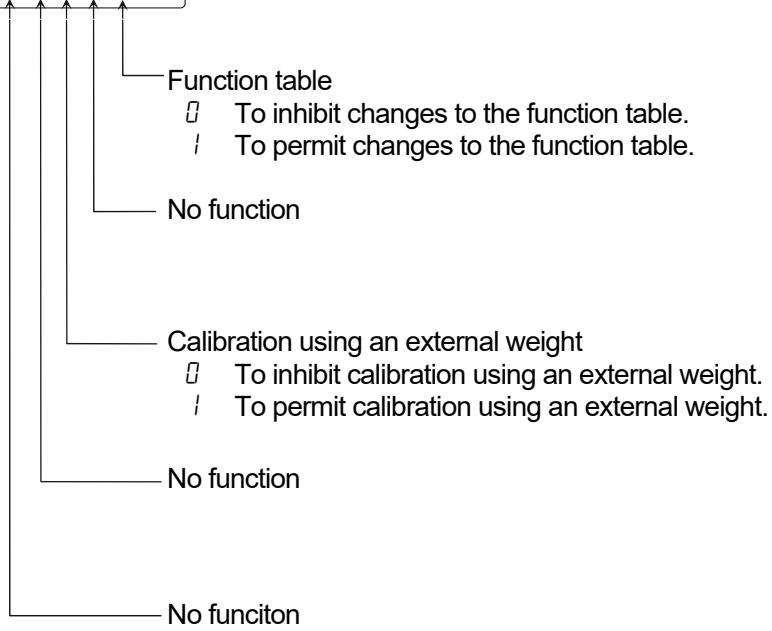 Function table
0 To inhibit changes to the function table.
1 To permit changes to the function table.
No function
Calibration using an external weight
0 To inhibit calibration using an external weight.
1 To permit calibration using an external weight.
No function
No funciton